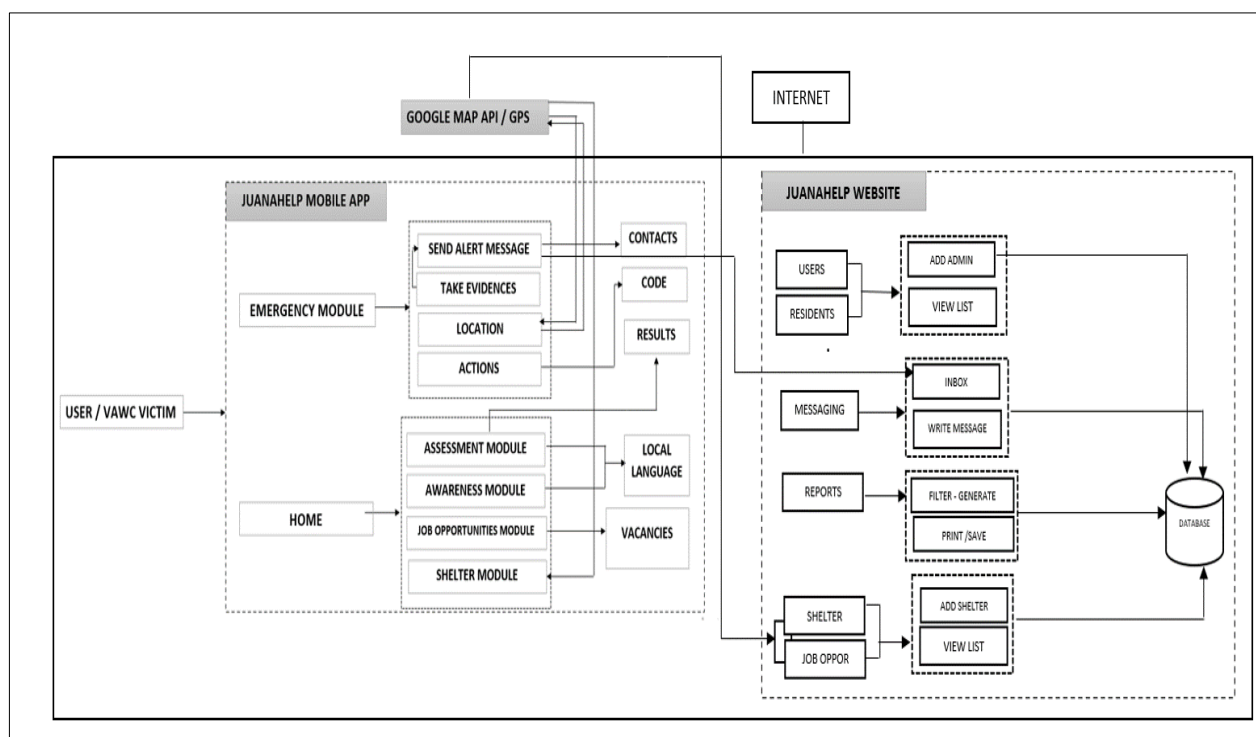 INTERNET
GOOGLE MAP API / GPS
JUANAHELP MOBILE APP
JUANAHELP WEBSITE
USER / VAWC VICTIM
EMERGENCY MODULE
SEND ALERT MESSAGE
TAKE EVIDENCES
LOCATION
ACTIONS
CONTACTS
CODE
RESULTS
HOME
ASSESSMENT MODULE
AWARENESS MODULE
JOB OPPORTUNITIES MODULE
SHELTER MODULE
LOCAL
LANGUAGE
VACANCIES
USERS
RESIDENTS
ADD ADMIN
VIEW LIST
MESSAGING
INBOX
WRITE MESSAGE
REPORTS
FILTER - GENERATE
PRINT /SAVE
SHELTER
JOB OPPOR
ADD SHELTER
VIEW LIST
DATABASE